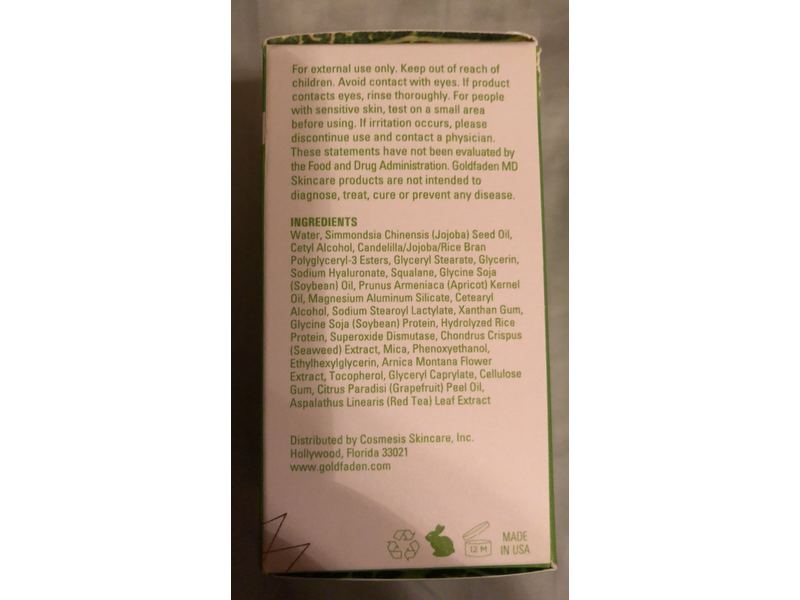 For external use only. Keep out of reach of
children. Avoid contact with eyes. If product
contacts eyes, rinse thoroughly. For people
with sensitive skin, test on a small area
before using. If irritation occurs, please
discontinue use and contact a physician.
These statements have not been evaluated by
the Food and Drug Administration. Goldfaden MD
Skincare products are not intended to
diagnose, treat, cure or prevent any disease.
INGREDIENTS
Water, Simmondsia Chinensis (Jojoba) Seed Oil,
Cetyl Alcohol, Candelilla/Jojoba/Rice Bran
Polyglyceryl-3 Esters, Glyceryl Stearate, Glycerin,
Sodium Hyaluronate, Squalane, Glycine Soja
(Soybean) Oil, Prunus Armeniaca (Apricot) Kernel
Oil, Magnesium Aluminum Silicate, Cetearyl
Alcohol, Sodium Stearoyl Lactylate, Xanthan Gum,
Glycine Soja (Soybean) Protein, Hydrolyzed Rice
Protein, Superoxide Dismutase, Chondrus Crispus
(Seaweed) Extract, Mica, Phenoxyethanol,
Ethylhexylglycerin, Arnica Montana Flower
Extract, Tocopherol, Glyceryl Caprylate, Cellulose
Gum, Citrus Paradisi (Grapefruit) Peel Oil,
Aspalathus Linearis (Red Tea) Leaf Extract
Distributed by Cosmesis Skincare, Inc.
Hollywood, Florida 33021
www.goldfaden.com
12 M
MADE
IN USA